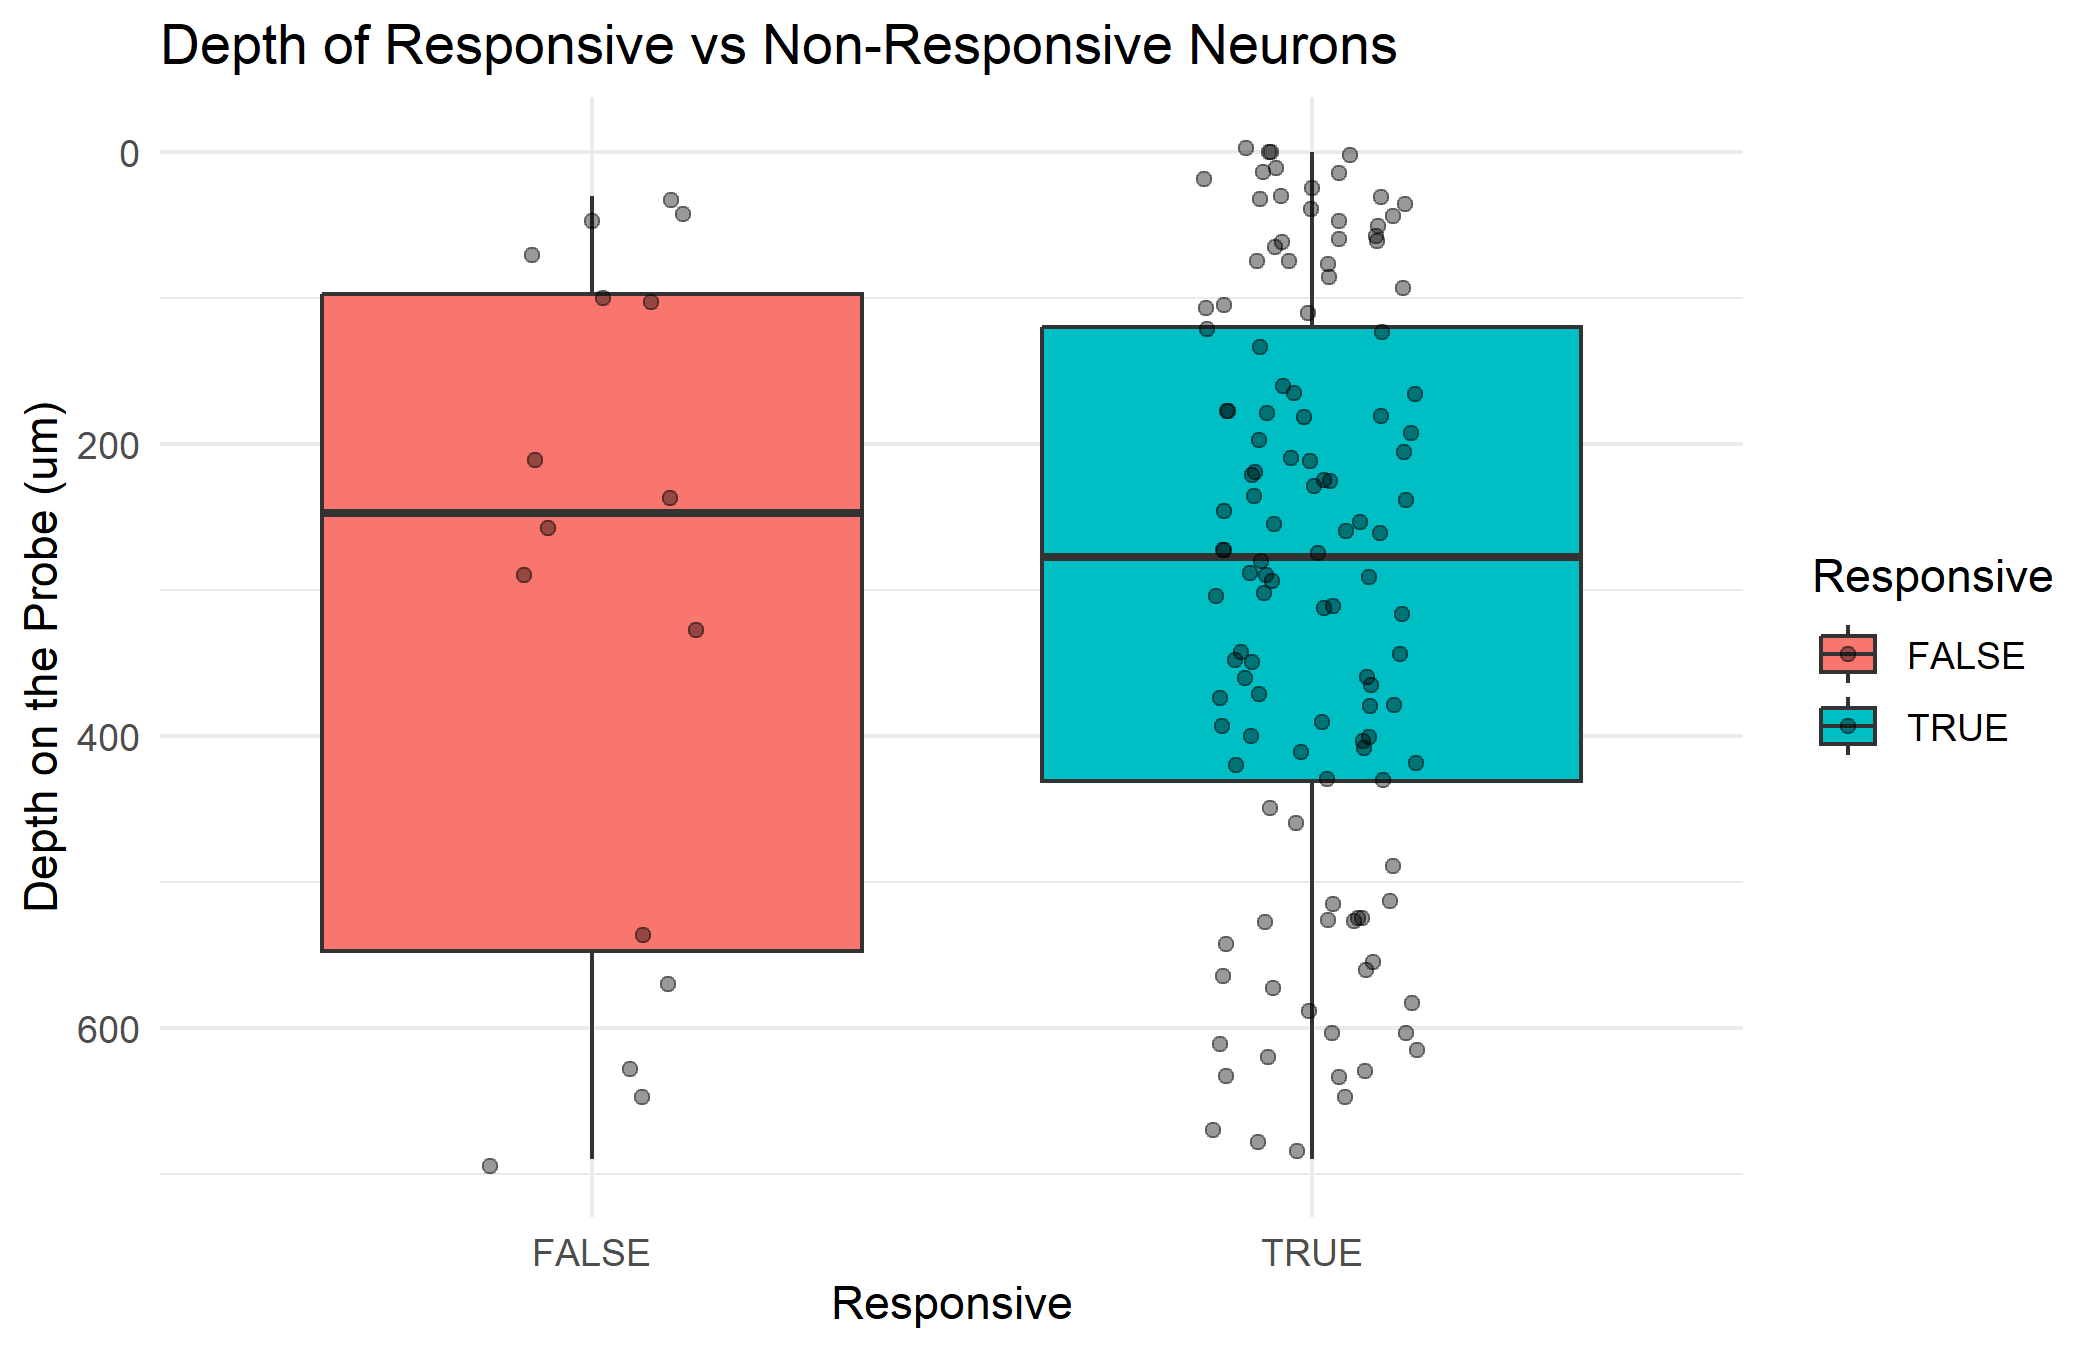 Depth of Responsive vs Non-Responsive Neurons
Depth on the Probe (um)
0
200
400
600
FALSE
TRUE
Responsive
Responsive
FALSE
TRUE